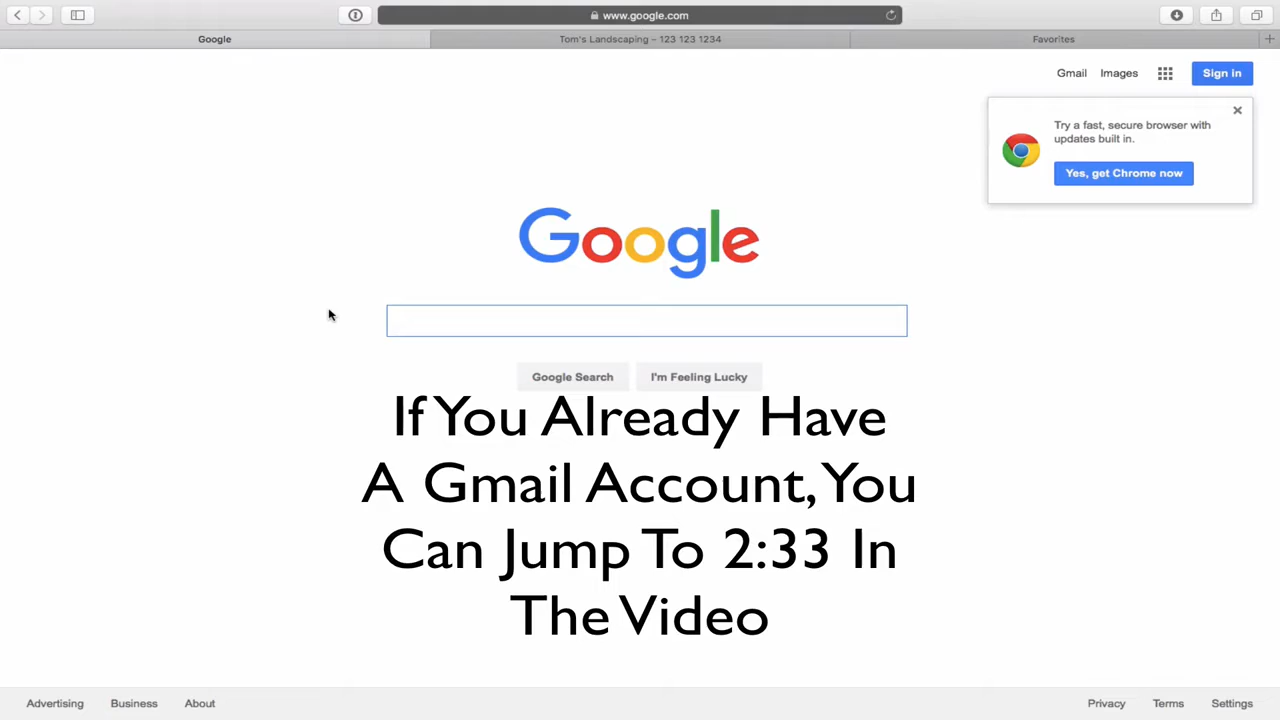 www.google.com
Google
Tom's Landscaping – 123 123 1234
Favorites
Gmail
Images
Sign in
Try a fast, secure browser with
updates built in.
Yes, get Chrome now
Google
Google Search
I'm Feeling Lucky
If You Already Have
A Gmail Account, You
Can Jump To 2:33 In
The Video
Advertising
Business
About
Privacy
Terms
Settings